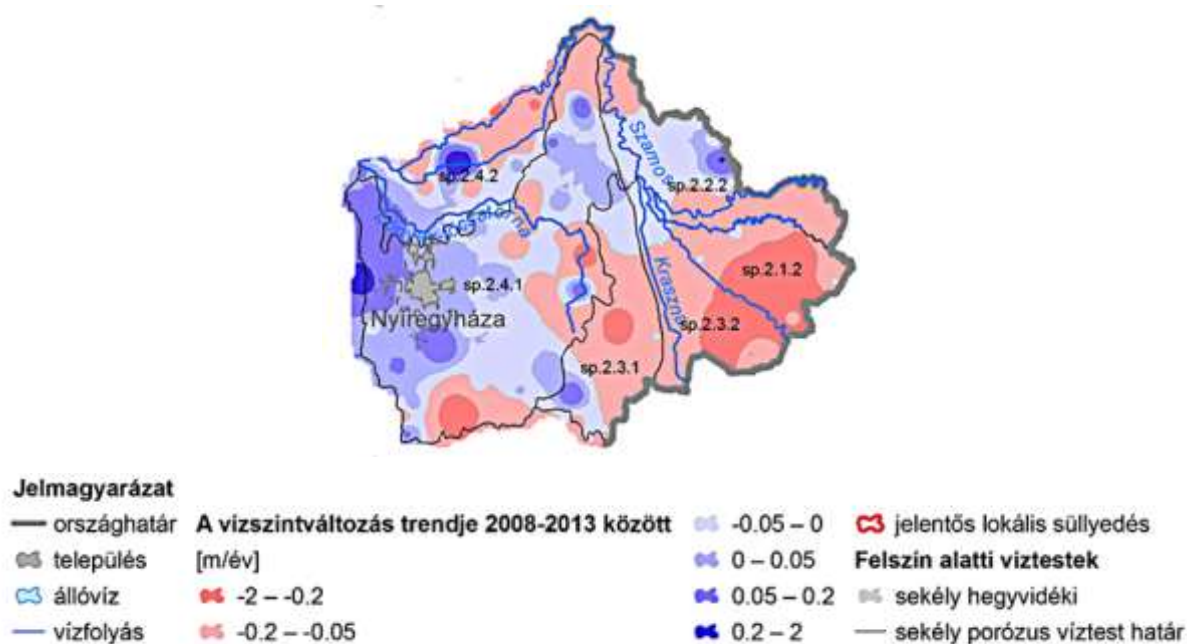 Szamos
sp.2.4.2
sp.2.2.2
sp.2.4.1
sp.2.1.2
Kraszna
Nyíregyháza
sp.2.3.2
sp.2.3.1
Jelmagyarázat
országhatár
település
állóvíz
vízfolyás
A vízszintváltozás trendje 2008-2013 között
[m/év]
-2 – -0.2
-0.2 – -0.05
-0.05 – 0
0 – 0.05
0.05 – 0.2
0.2 – 2
jelentős lokális süllyedés
Felszín alatti víztestek
sekély hegyvidéki
sekély porózus víztest határ